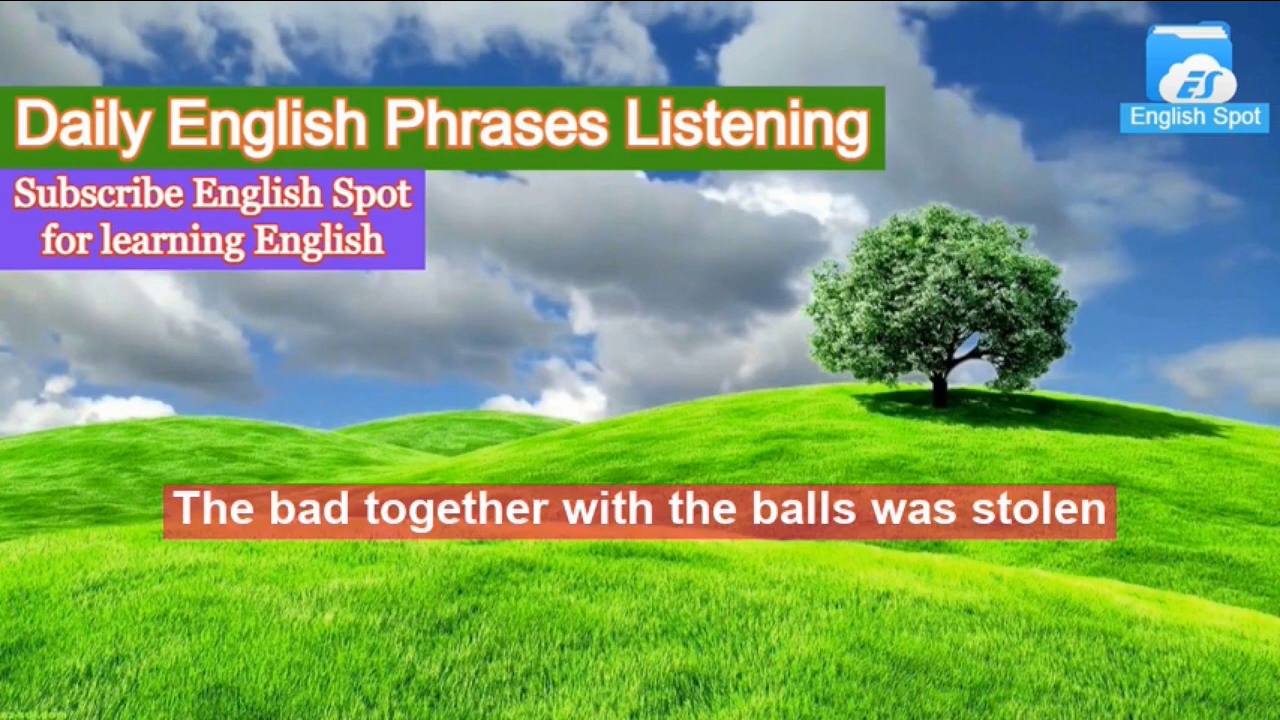 Daily English Phrases Listening
Subscribe English Spot
for learning English
ES
English Spot
The bad together with the balls was stolen